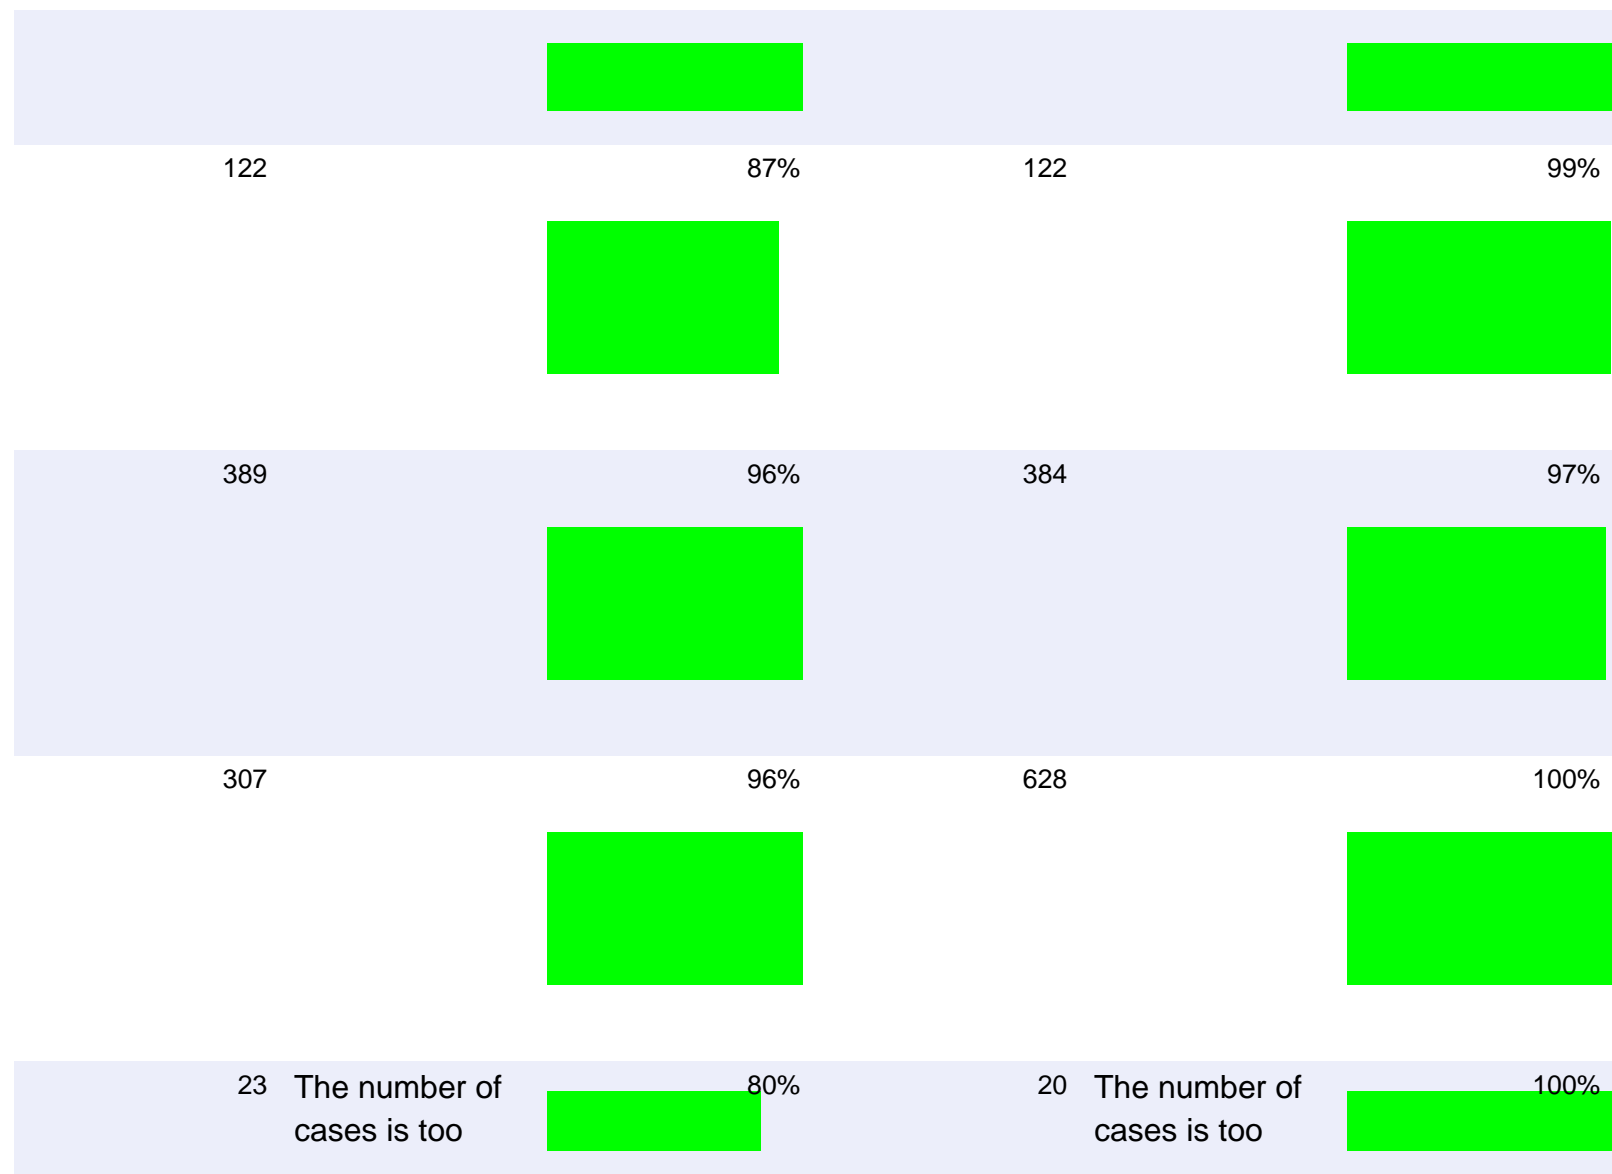 122 87% 122 99%
389 96% 384 97%
307 96% 628 100%
23 The number of 80% 20 The number of 100%
cases is too cases is too